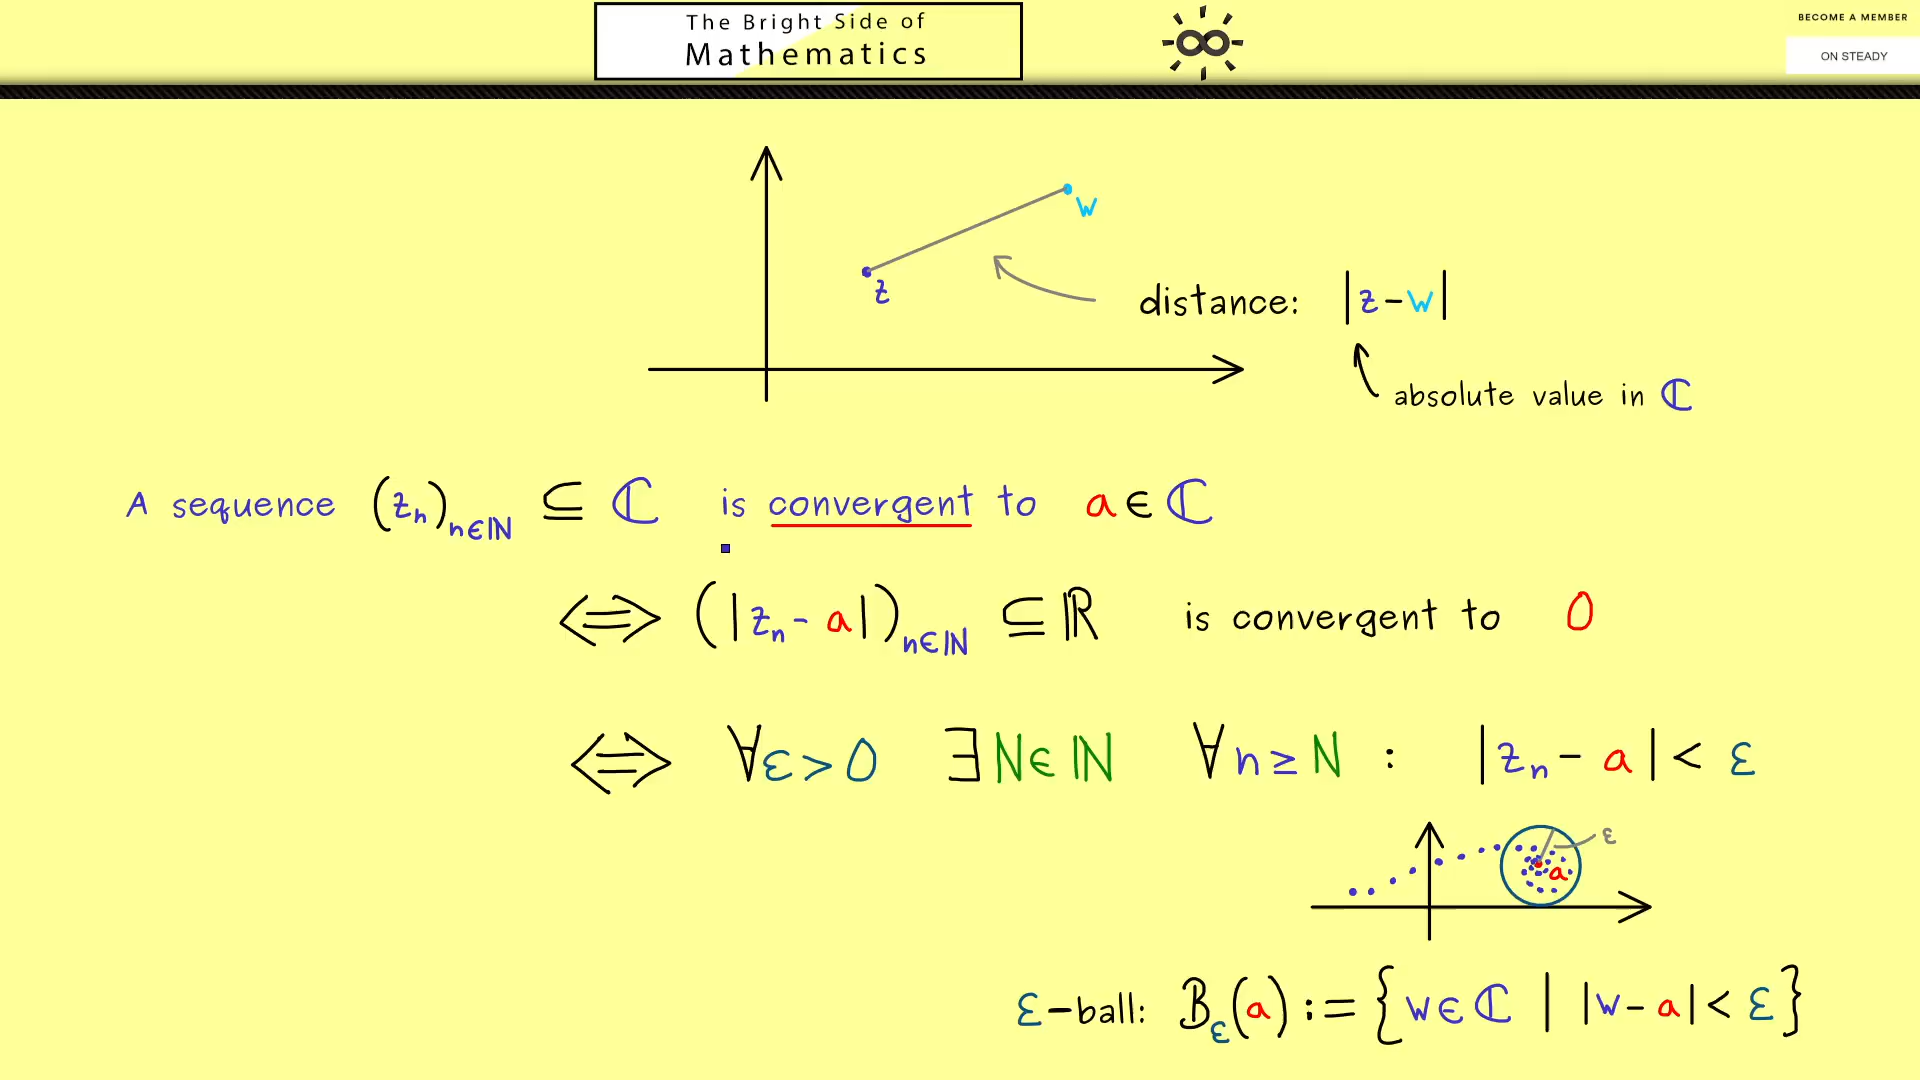 The Bright Side of
Mathematics
BECOME A MEMBER
ON STEADY
w
z
distance: |z-w|
absolute value in ℂ
A sequence (zₙ)ₙ∈ℕ ⊆ ℂ is convergent to a ∈ ℂ
⟺ (|zₙ - a|)ₙ∈ℕ ⊆ ℝ is convergent to 0
⟺ ∀ε>0 ∃N∈ℕ ∀n≥N : |zₙ - a| < ε
ε
a
ε-ball: B_ε(a) := {w∈ℂ | |w-a| < ε}